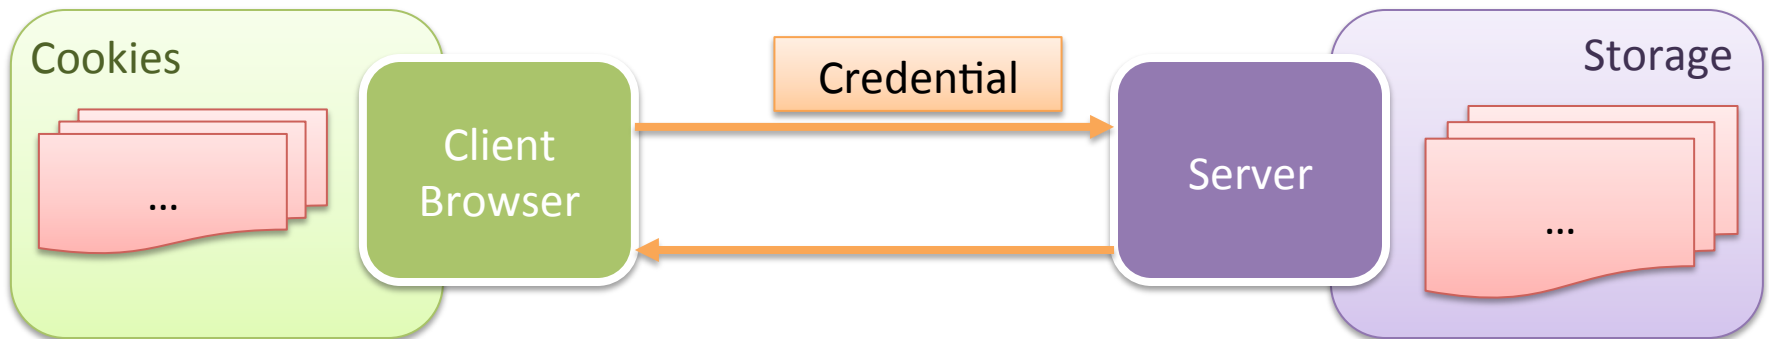 Cookies
...
Client
Browser
Credential
Server
Storage
...